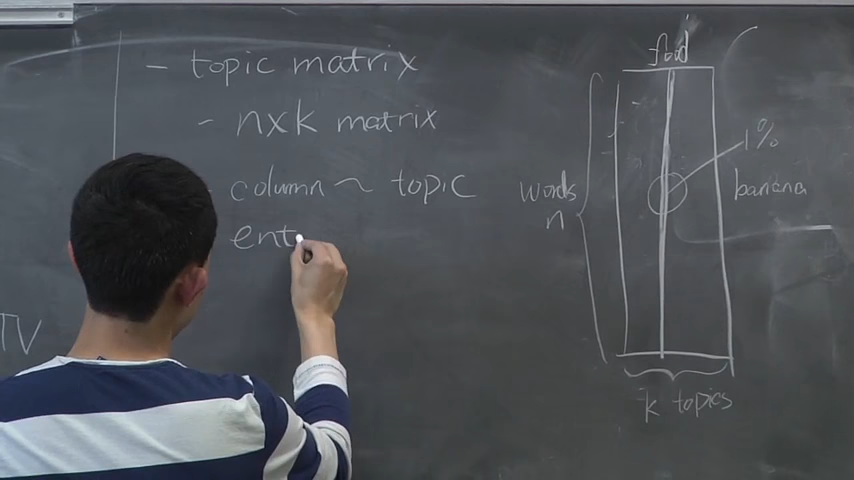 - topic matrix
- nxk matrix
column ~ topic
ent
TV
food
1%
words
n
banana
k topics